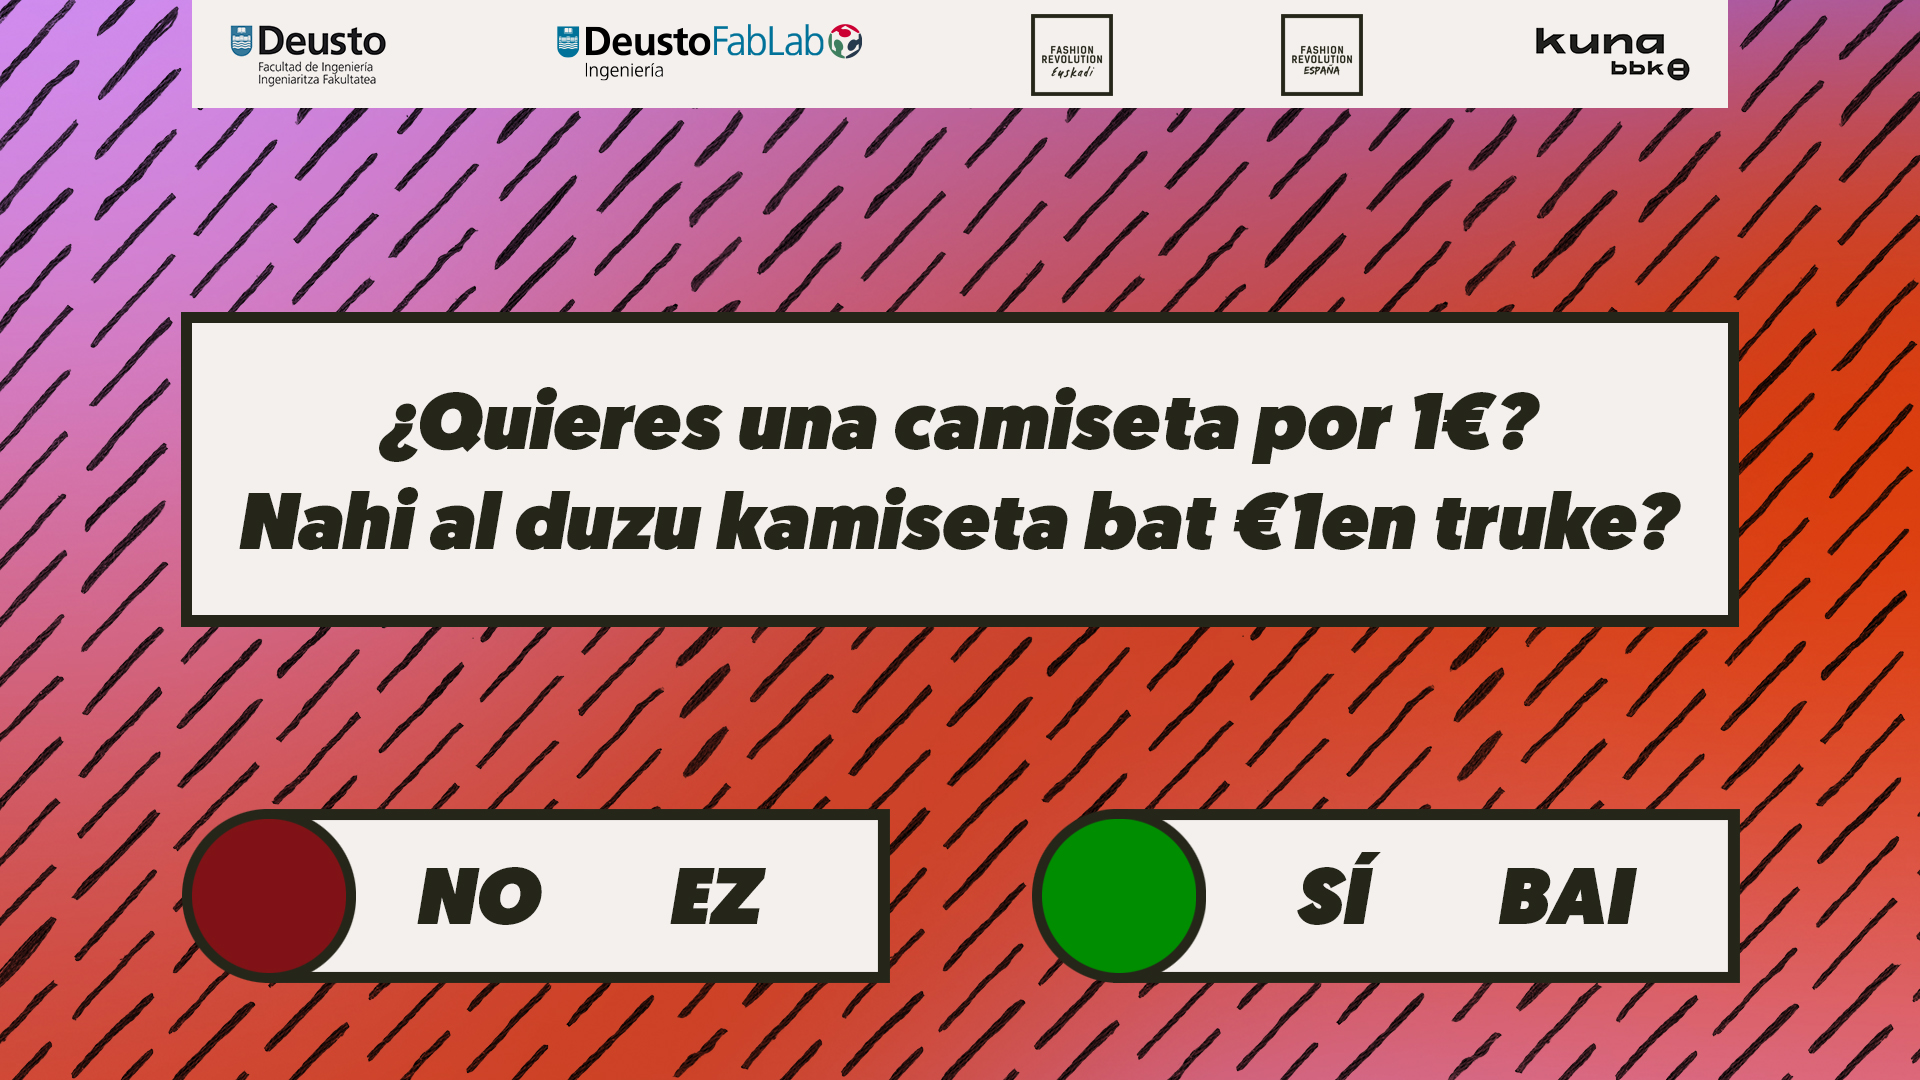 Deusto
Facultad de Ingeniería
Ingeniaritza Fakultatea
DeustoFabLab
Ingeniería
FASHION
REVOLUTION
Euskadi
FASHION
REVOLUTION
ESPAÑA
kuna
bbk
¿Quieres una camiseta por 1€?
Nahi al duzu kamiseta bat €1en truke?
NO EZ
SÍ BAI